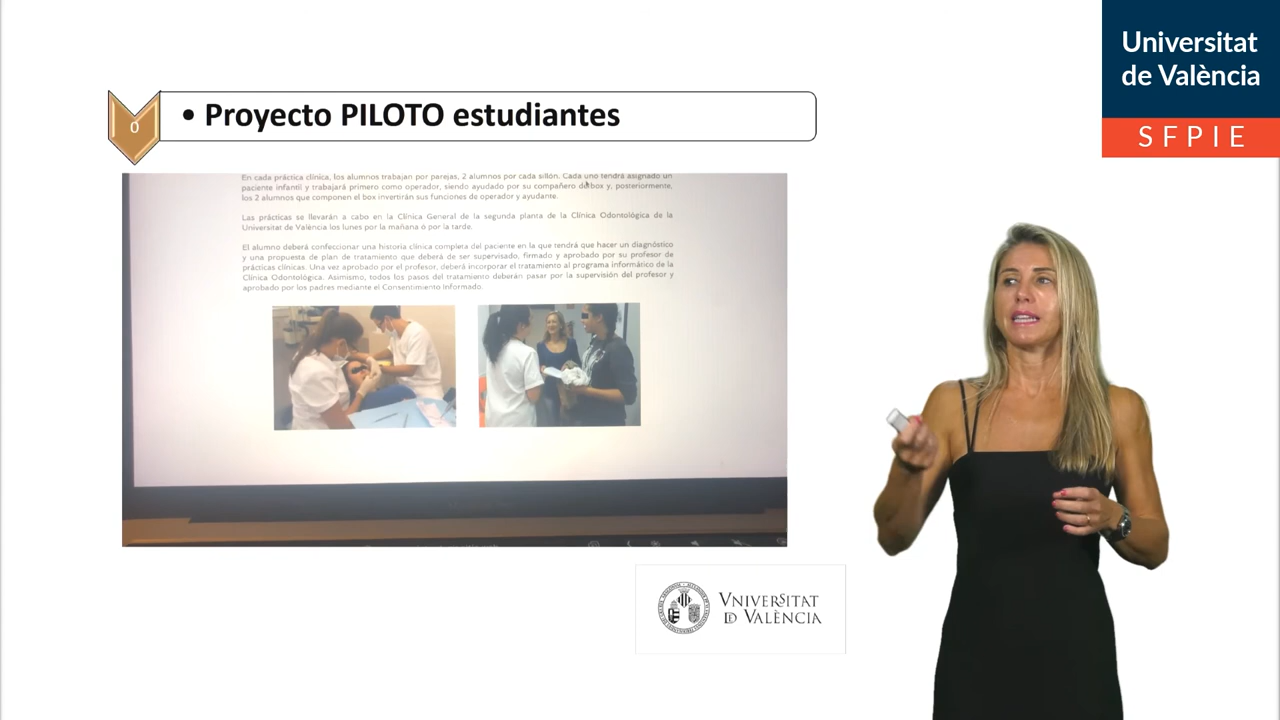 Universitat
de València
SFPIE
0
• Proyecto PILOTO estudiantes
En cada práctica clínica, los alumnos trabajan por parejas, 2 alumnos por cada sillón. Cada uno tendrá asignado un
paciente infantil y trabajará primero como operador, siendo ayudado por su compañero de box y, posteriormente,
los 2 alumnos que componen el box invertirán sus funciones de operador y ayudante.
Las prácticas se llevarán a cabo en la Clínica General de la segunda planta de la Clínica Odontológica de la
Universitat de València los lunes por la mañana ó por la tarde.
El alumno deberá confeccionar una historia clínica completa del paciente en la que tendrá que hacer un diagnóstico
y una propuesta de plan de tratamiento que deberá de ser supervisado, firmado y aprobado por su profesor de
prácticas clínicas. Una vez aprobado por el profesor, deberá incorporar el tratamiento al programa informático de la
Clínica Odontológica. Asimismo, todos los pasos del tratamiento deberán pasar por la supervisión del profesor y
aprobado por los padres mediante el Consentimiento Informado.
VNIVERSITAT
DE VALÈNCIA